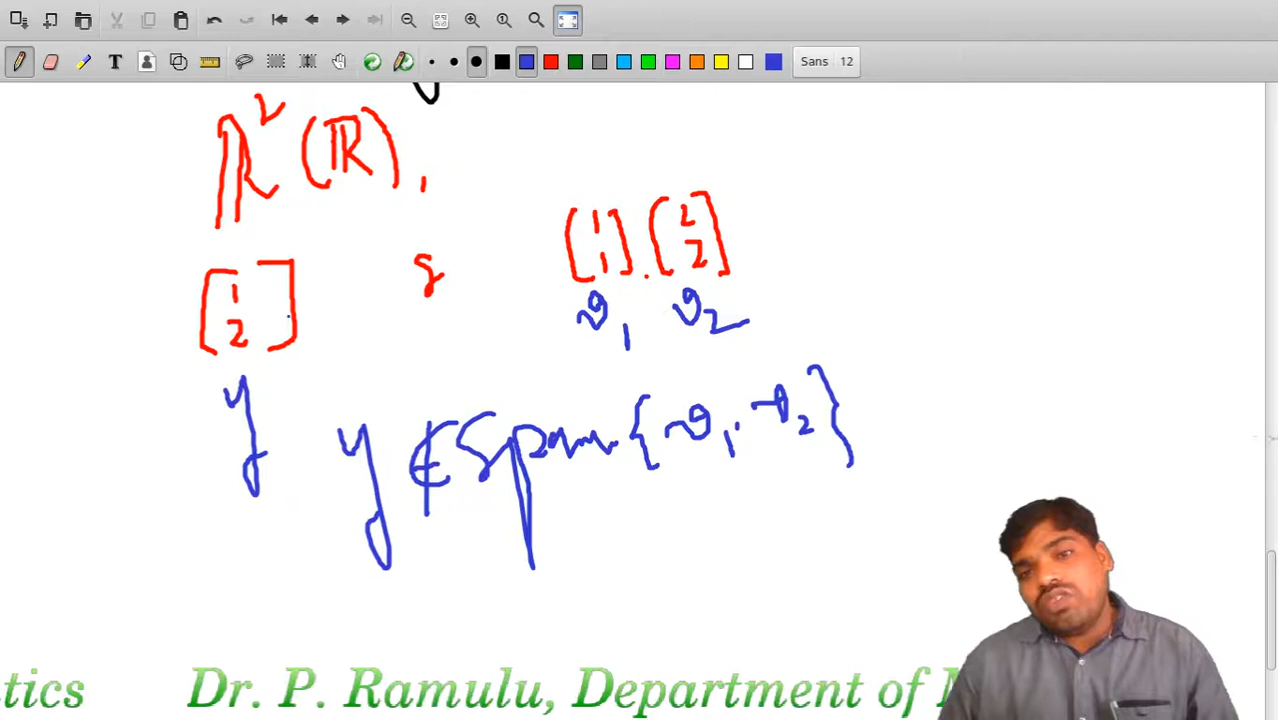 Sans 12
ℝ² (ℝ),
[1 2] [1 1], [2 2]
v₁ v₂
y
y ∉ Span {v₁, v₂}
tics Dr. P. Ramulu, Department of